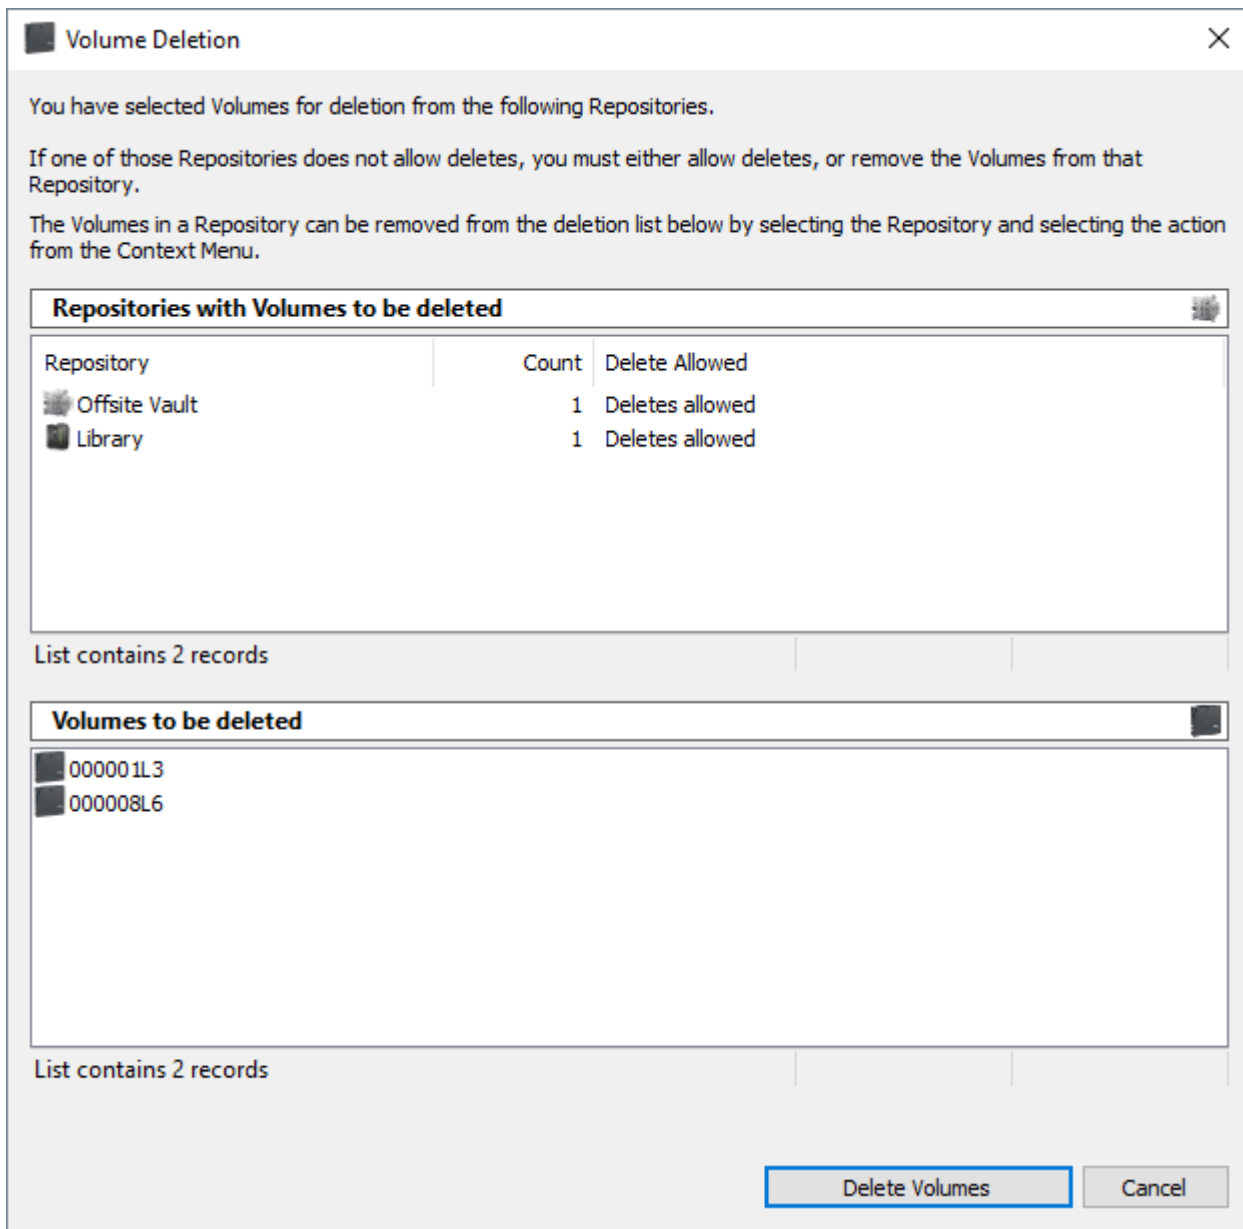 Volume Deletion
You have selected Volumes for deletion from the following Repositories.
If one of those Repositories does not allow deletes, you must either allow deletes, or remove the Volumes from that
Repository.
The Volumes in a Repository can be removed from the deletion list below by selecting the Repository and selecting the action
from the Context Menu.
Repositories with Volumes to be deleted
Repository Count Delete Allowed
Offsite Vault 1 Deletes allowed
Library 1 Deletes allowed
List contains 2 records
Volumes to be deleted
000001L3
000008L6
List contains 2 records
Delete Volumes Cancel